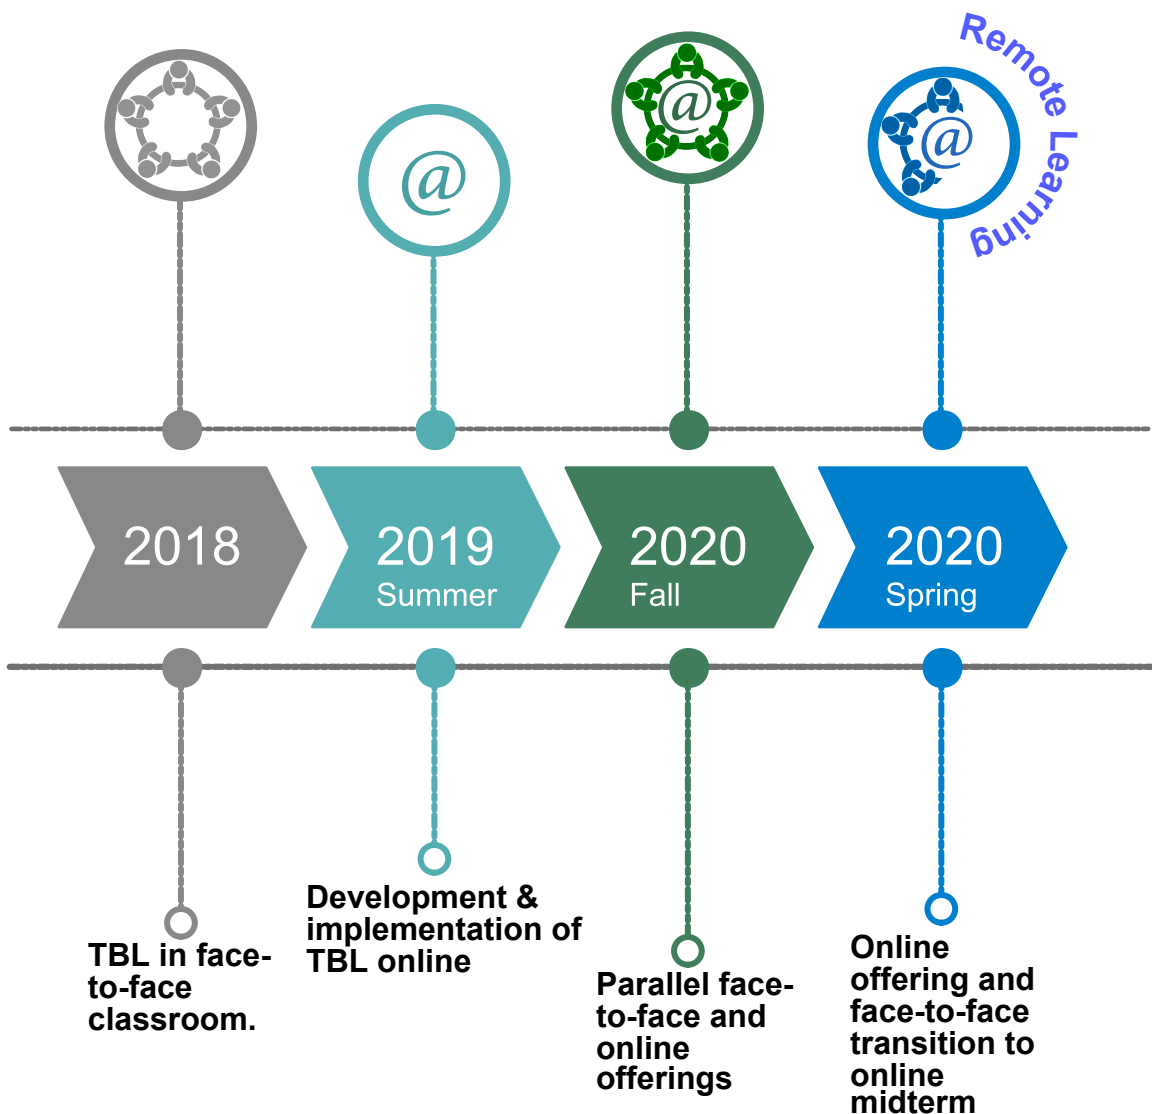 Remote Learning
@
@
@
2018
2019
Summer
2020
Fall
2020
Spring
TBL in face-
to-face
classroom.
Development &
implementation of
TBL online
Parallel face-
to-face and
online
offerings
Online
offering and
face-to-face
transition to
online
midterm